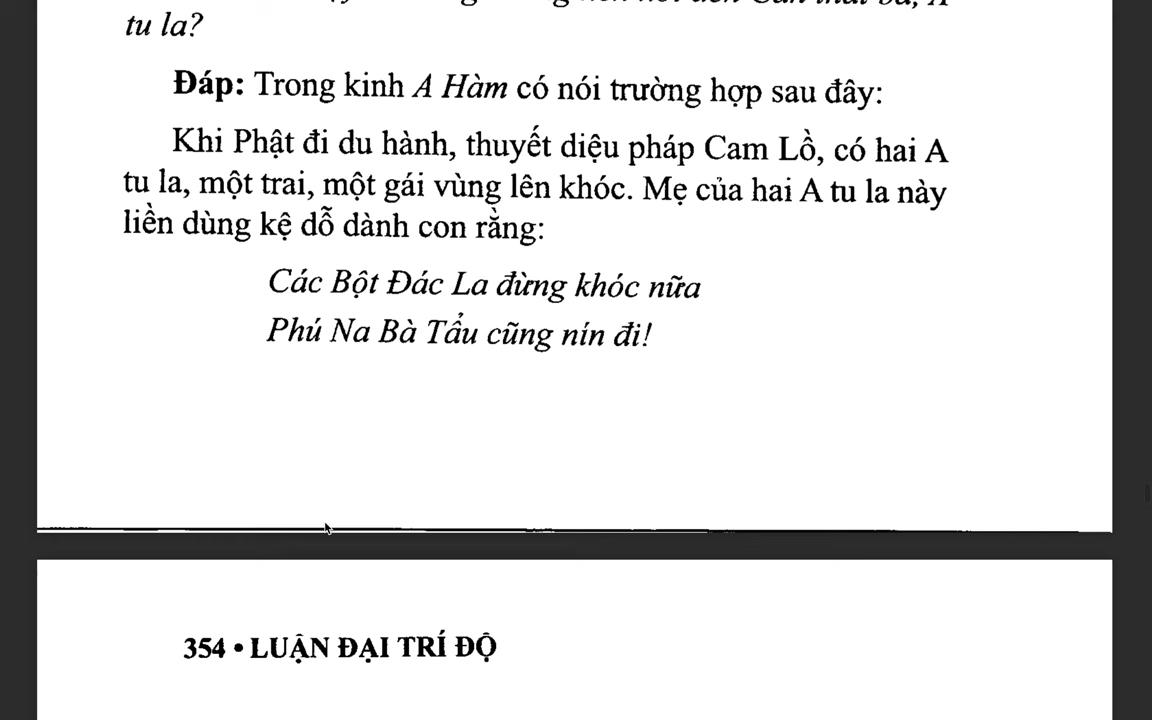 tu la?
Đáp: Trong kinh A Hàm có nói trường hợp sau đây:
Khi Phật đi du hành, thuyết diệu pháp Cam Lồ, có hai A
tu la, một trai, một gái vùng lên khóc. Mẹ của hai A tu la này
liền dùng kệ dỗ dành con rằng:
Các Bột Đác La đừng khóc nữa
Phú Na Bà Tẩu cũng nín đi!
354 • LUẬN ĐẠI TRÍ ĐỘ